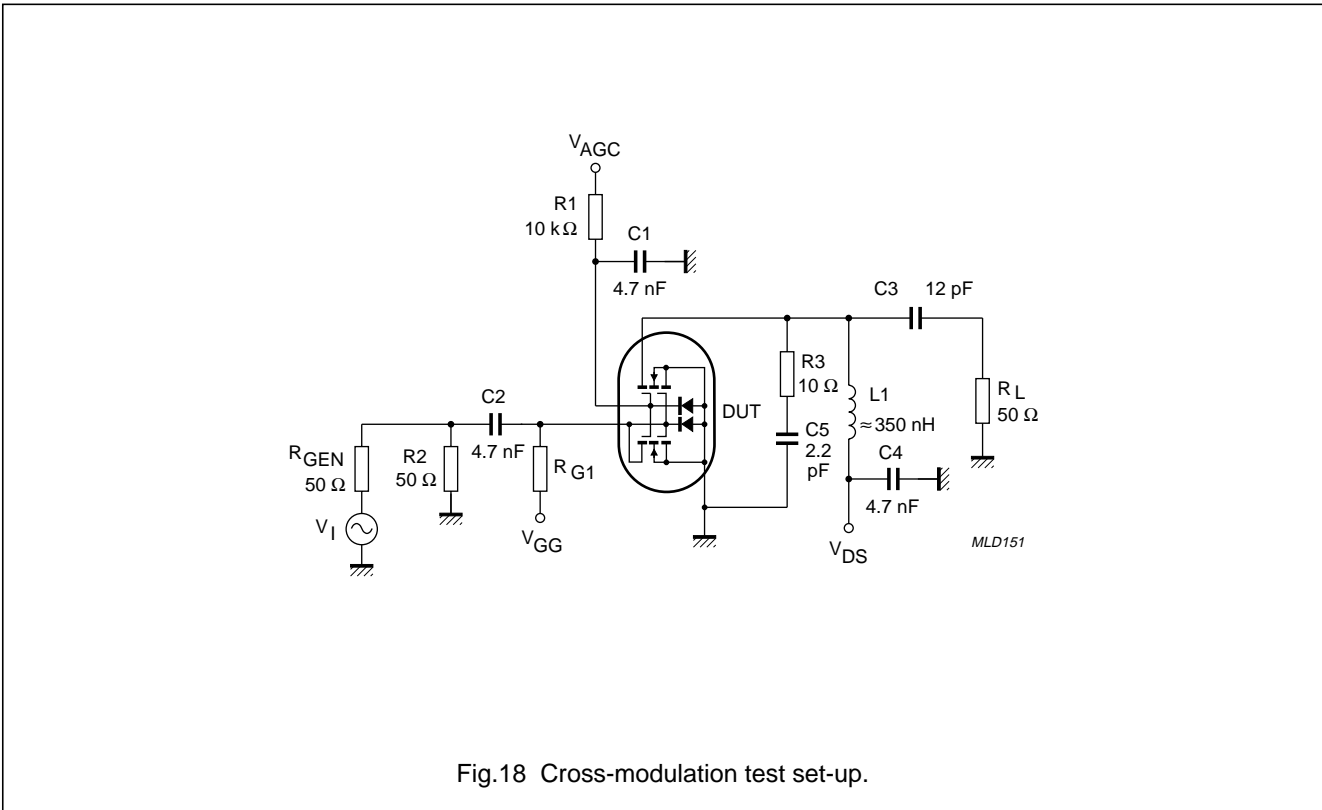 VAGC
R1
10 kΩ
C1
4.7 nF
C3 12 pF
R3
10 Ω
L1
≈350 nH
RL
50 Ω
C2
4.7 nF
DUT
C5
2.2
pF
C4
4.7 nF
RGEN
50 Ω
R2
50 Ω
RG1
VI
VGG
VDS
MLD151
Fig.18 Cross-modulation test set-up.